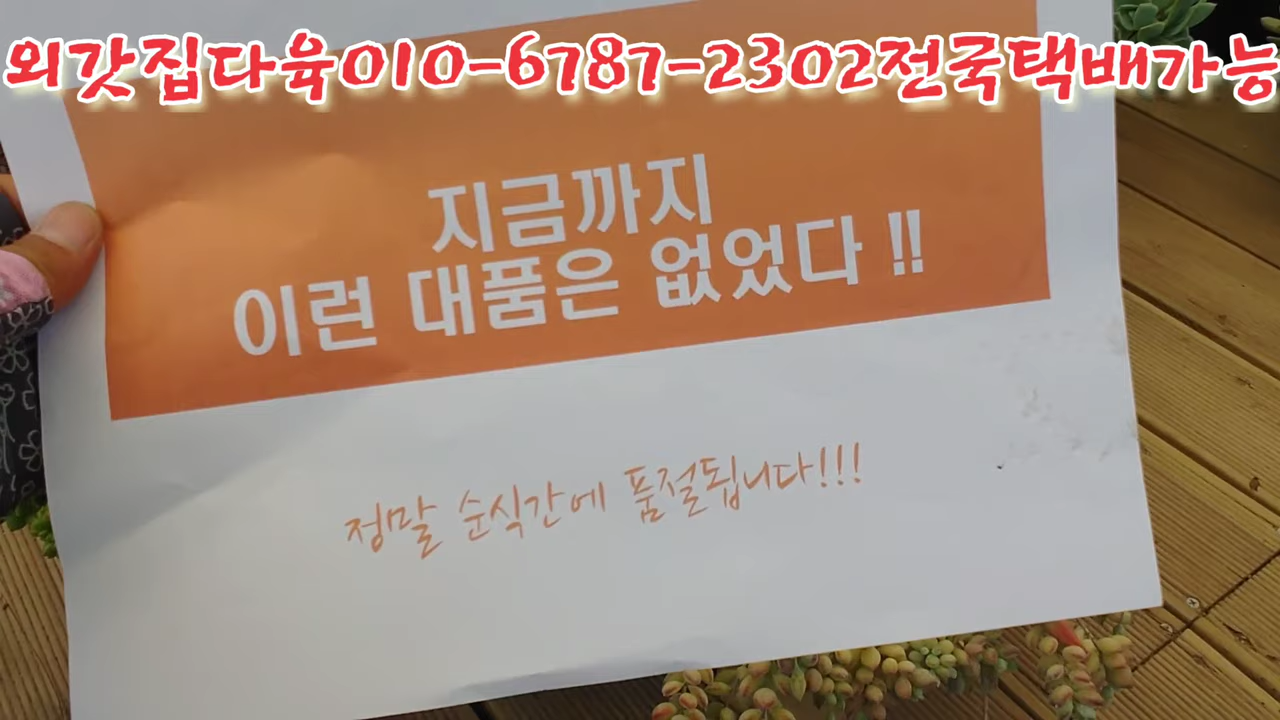 외갓집다육010-6787-2302전국택배가능
지금까지
이런 대품은 없었다 !!
정말 순식간에 품절됩니다!!!